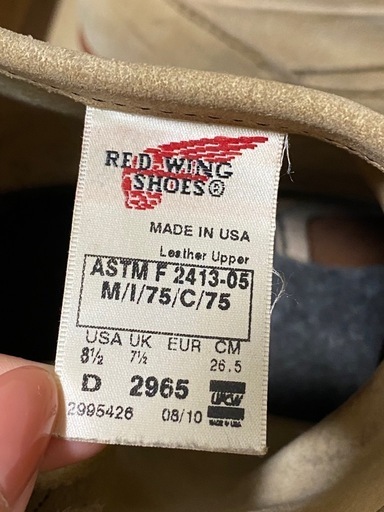 RED WING
SHOES®
MADE IN USA
Leather Upper
ASTM F 2413-05
M/I/75/C/75
USA UK EUR CM
8½ 7½ 26.5
D 2965 UFCW
2995426 08/10 MADE IN USA